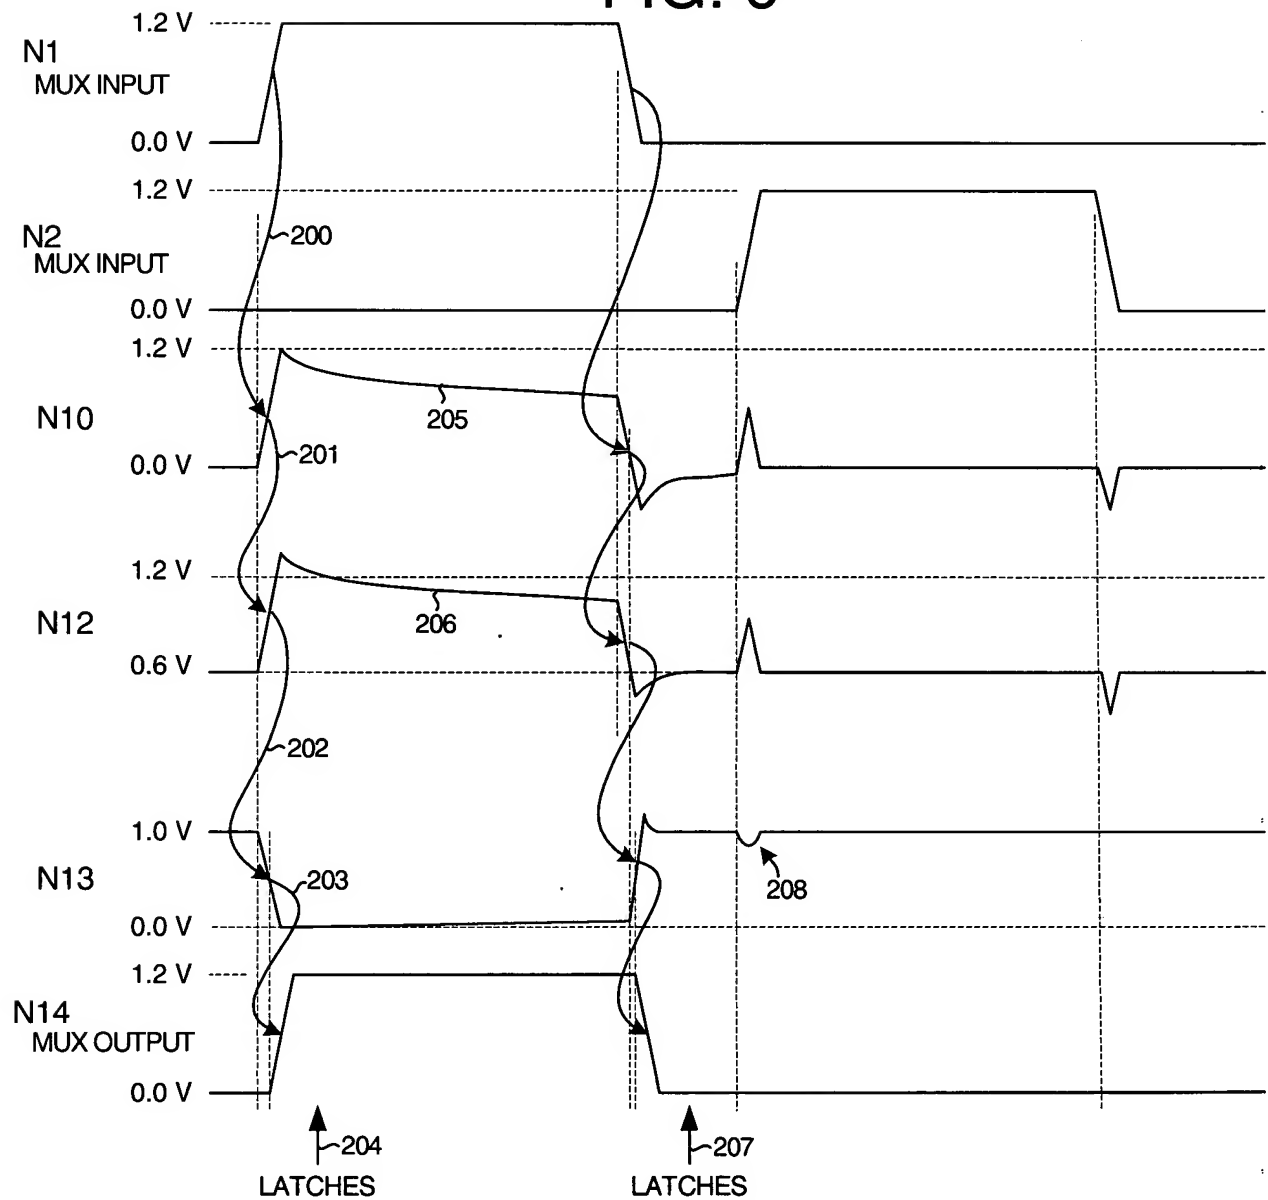 1.2 V
N1
MUX INPUT
0.0 V
1.2 V
N2
MUX INPUT
200
0.0 V
1.2 V
N10
205
201
0.0 V
1.2 V
N12
206
0.6 V
202
1.0 V
N13
203
208
0.0 V
1.2 V
N14
MUX OUTPUT
0.0 V
204
207
LATCHES
LATCHES